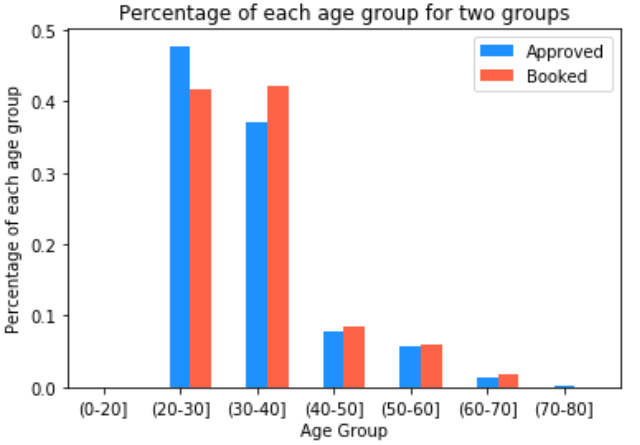 Percentage of each age group for two groups
Approved
Booked
Percentage of each age group
0.5
0.4
0.3
0.2
0.1
0.0
(0-20] (20-30] (30-40] (40-50] (50-60] (60-70] (70-80]
Age Group